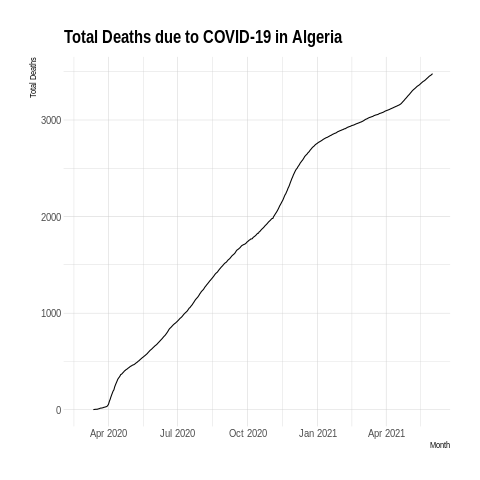 Total Deaths due to COVID-19 in Algeria
Total Deaths
3000
2000
1000
0
Apr 2020 Jul 2020 Oct 2020 Jan 2021 Apr 2021
Month